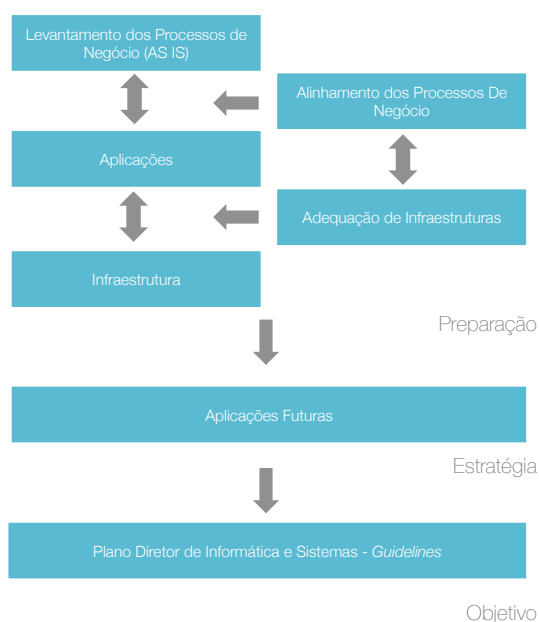 Levantamento dos Processos de
Negócio (AS IS)
Alinhamento dos Processos De
Negócio
Aplicações
Adequação de Infraestruturas
Infraestrutura
Preparação
Aplicações Futuras
Estratégia
Plano Diretor de Informática e Sistemas - Guidelines
Objetivo